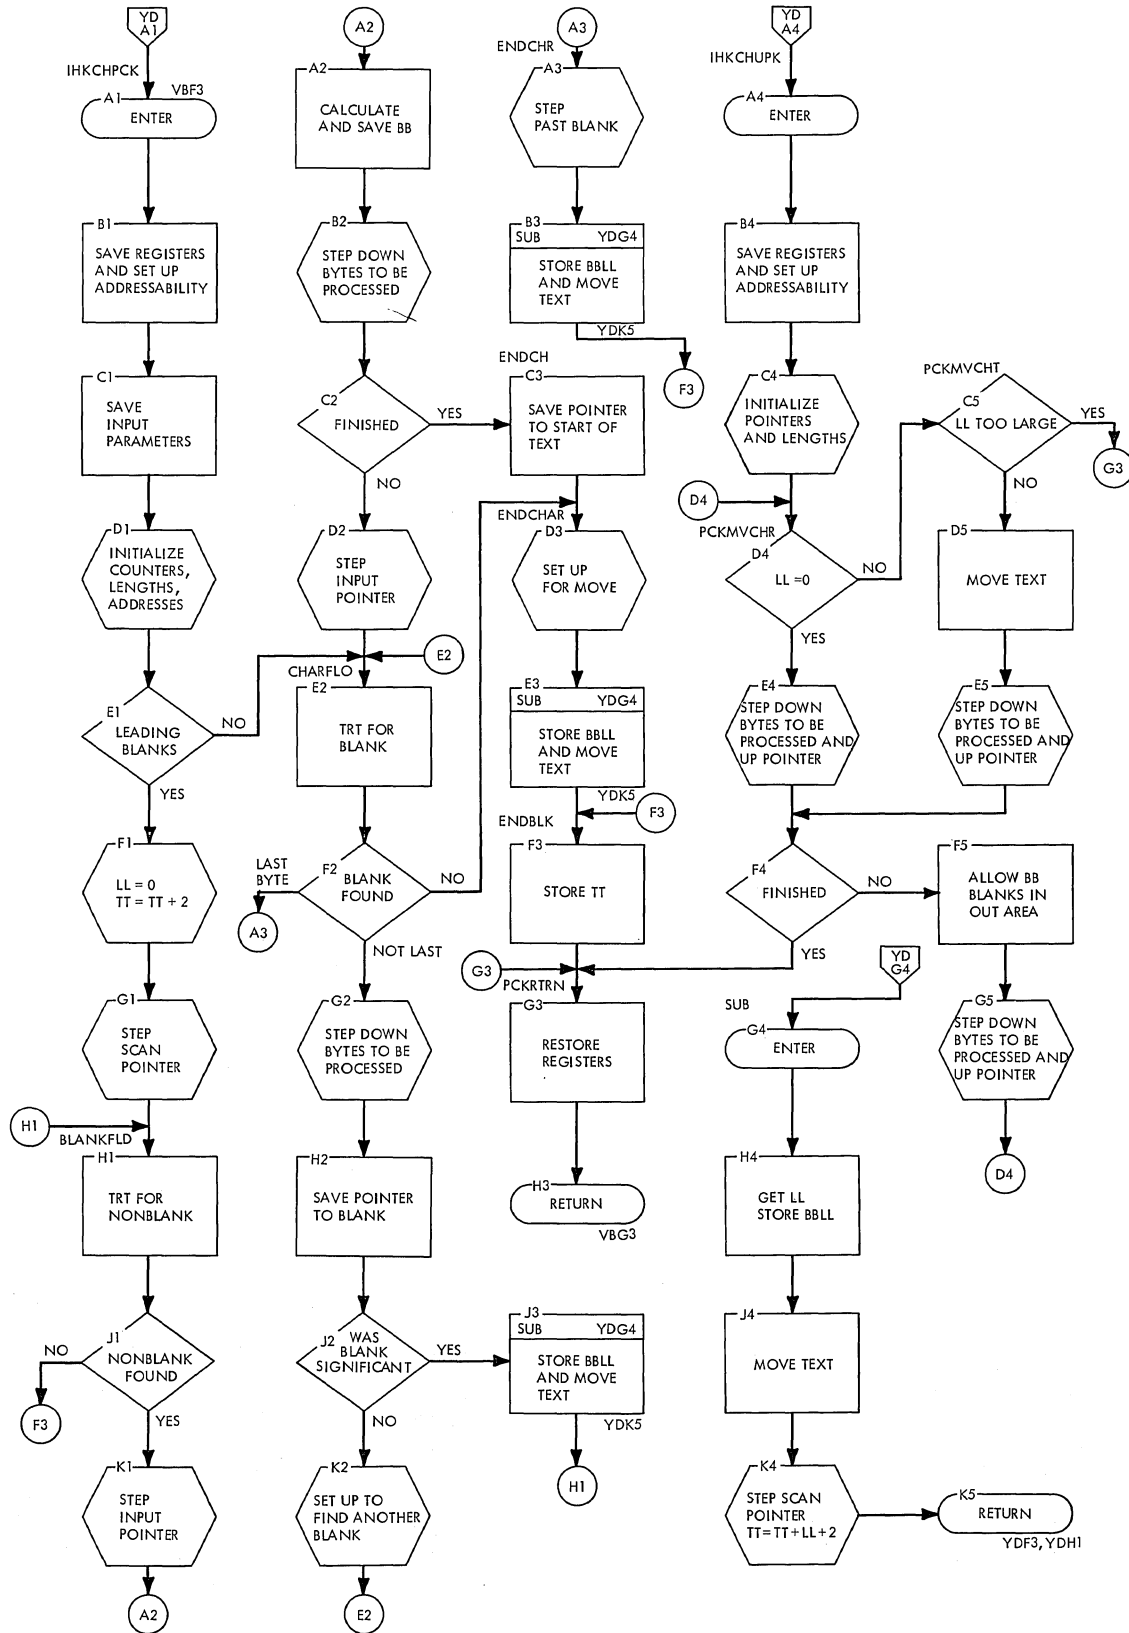 YD
A1
IHKCHPCK
A1
VBF3
ENTER
B1
SAVE REGISTERS
AND SET UP
ADDRESSABILITY
C1
SAVE
INPUT
PARAMETERS
D1
INITIALIZE
COUNTERS,
LENGTHS,
ADDRESSES
E1
LEADING
BLANKS
NO
YES
F1
LL = 0
TT = TT + 2
G1
STEP
SCAN
POINTER
H1
BLANKFLD
H1
TRT FOR
NONBLANK
J1
NONBLANK
FOUND
NO
F3
YES
K1
STEP
INPUT
POINTER
A2
A2
A2
CALCULATE
AND SAVE BB
B2
STEP DOWN
BYTES TO BE
PROCESSED
C2
FINISHED
YES
NO
D2
STEP
INPUT
POINTER
E2
CHARFLO
E2
TRT FOR
BLANK
F2
BLANK
FOUND
LAST
BYTE
A3
NO
NOT LAST
G2
STEP DOWN
BYTES TO BE
PROCESSED
H2
SAVE POINTER
TO BLANK
J2
WAS
BLANK
SIGNIFICANT
YES
NO
K2
SET UP TO
FIND ANOTHER
BLANK
E2
A3
ENDCHR
A3
STEP
PAST BLANK
B3
SUB YDG4
STORE BBLL
AND MOVE
TEXT
YDK5
F3
ENDCH
C3
SAVE POINTER
TO START OF
TEXT
ENDCHAR
D3
SET UP
FOR MOVE
E3
SUB YDG4
STORE BBLL
AND MOVE
TEXT
YDK5
F3
ENDBLK
F3
STORE TT
G3
PCKRTRN
G3
RESTORE
REGISTERS
H3
RETURN
VBG3
J3
SUB YDG4
STORE BBLL
AND MOVE
TEXT
YDK5
H1
YD
A4
IHKCHUPK
A4
ENTER
B4
SAVE REGISTERS
AND SET UP
ADDRESSABILITY
C4
INITIALIZE
POINTERS
AND LENGTHS
D4
PCKMVCHR
D4
LL =0
NO
YES
E4
STEP DOWN
BYTES TO BE
PROCESSED AND
UP POINTER
F4
FINISHED
NO
YES
YD
G4
SUB
G4
ENTER
H4
GET LL
STORE BBLL
J4
MOVE TEXT
K4
STEP SCAN
POINTER
TT=TT+LL+2
K5
RETURN
YDF3, YDH1
PCKMVCHT
C5
LL TOO LARGE
YES
G3
NO
D5
MOVE TEXT
E5
STEP DOWN
BYTES TO BE
PROCESSED AND
UP POINTER
F5
ALLOW BB
BLANKS IN
OUT AREA
G5
STEP DOWN
BYTES TO BE
PROCESSED AND
UP POINTER
D4